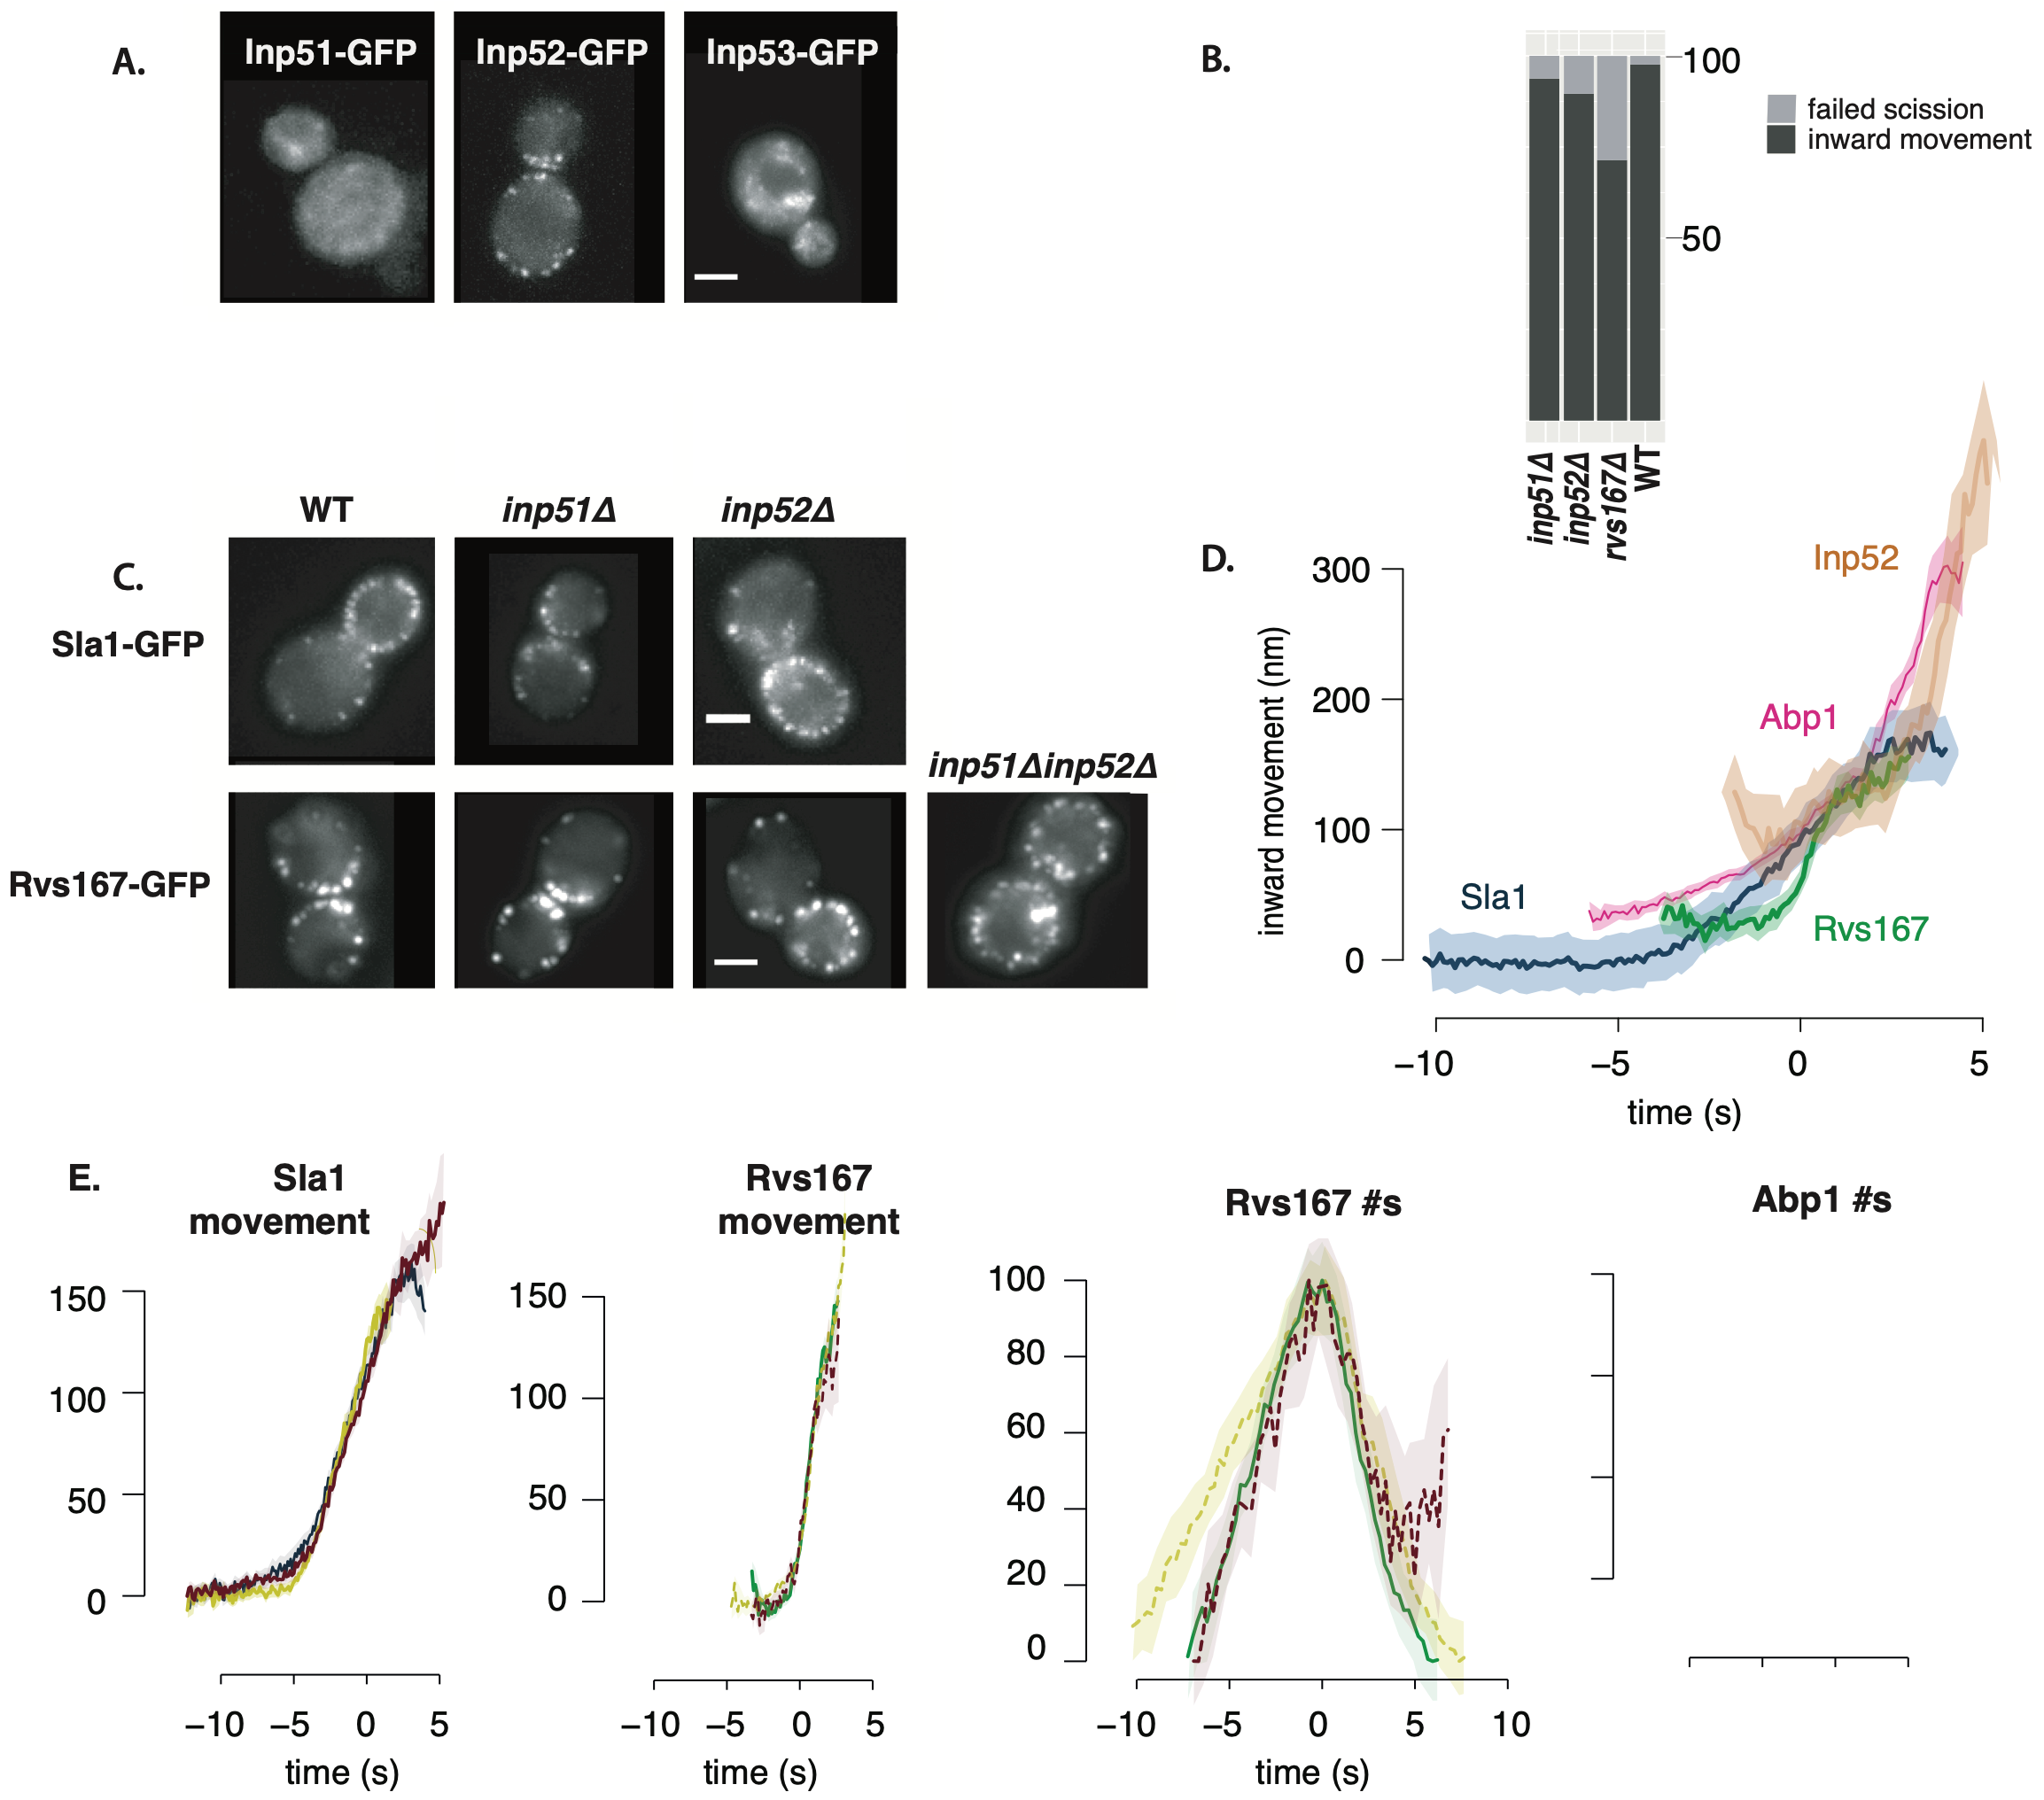 A.
Inp51-GFP
Inp52-GFP
Inp53-GFP
B.
100
50
failed scission
inward movement
inp51Δ
inp52Δ
rvs167Δ
WT
C.
WT
inp51Δ
inp52Δ
Sla1-GFP
inp51Δinp52Δ
Rvs167-GFP
D.
inward movement (nm)
300
200
100
0
Inp52
Abp1
Sla1
Rvs167
−10
−5
0
5
time (s)
E.
Sla1
movement
150
100
50
0
−10
−5
0
5
time (s)
Rvs167
movement
150
100
50
0
−10
−5
0
5
time (s)
Rvs167 #s
100
80
60
40
20
0
−10
−5
0
5
10
time (s)
Abp1 #s